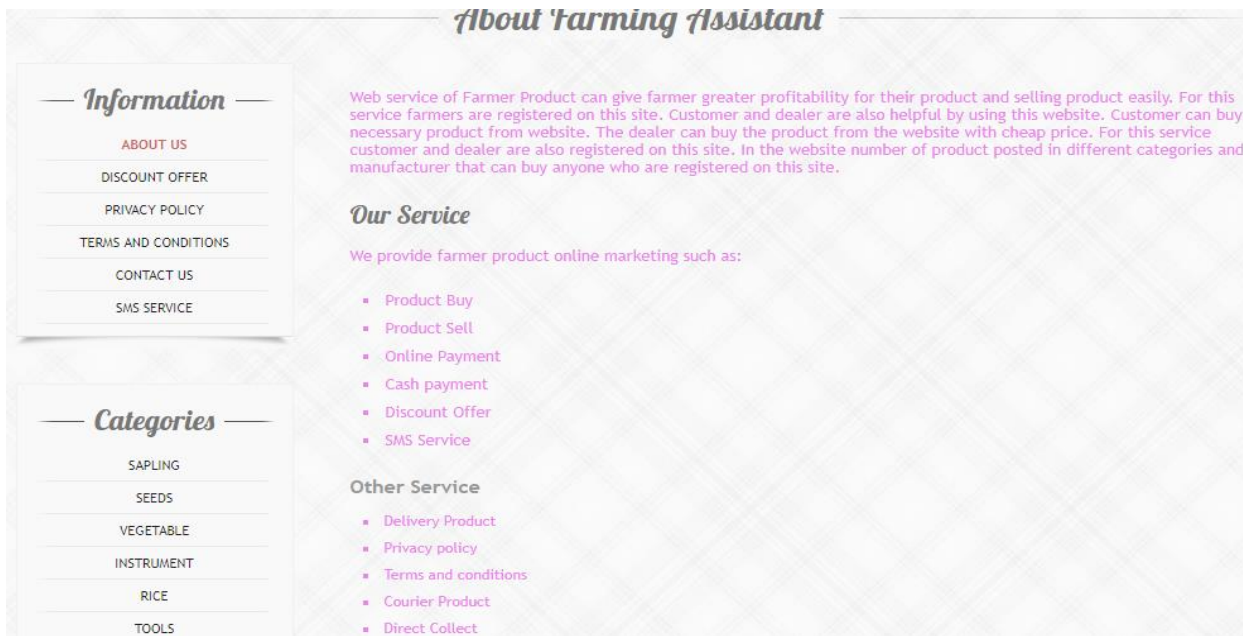 About Farming Assistant
Information
ABOUT US
DISCOUNT OFFER
PRIVACY POLICY
TERMS AND CONDITIONS
CONTACT US
SMS SERVICE
Categories
SAPLING
SEEDS
VEGETABLE
INSTRUMENT
RICE
TOOLS
Web service of Farmer Product can give farmer greater profitability for their product and selling product easily. For this
service farmers are registered on this site. Customer and dealer are also helpful by using this website. Customer can buy
necessary product from website. The dealer can buy the product from the website with cheap price. For this service
customer and dealer are also registered on this site. In the website number of product posted in different categories and
manufacturer that can buy anyone who are registered on this site.
Our Service
We provide farmer product online marketing such as:
Product Buy
Product Sell
Online Payment
Cash payment
Discount Offer
SMS Service
Other Service
Delivery Product
Privacy policy
Terms and conditions
Courier Product
Direct Collect